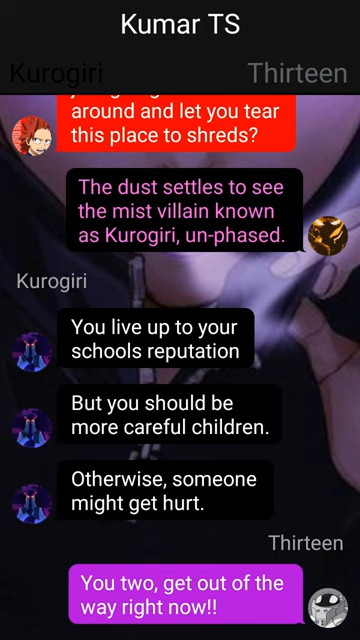 Kumar TS
Kurogiri
Thirteen
around and let you tear
this place to shreds?
The dust settles to see
the mist villain known
as Kurogiri, un-phased.
Kurogiri
You live up to your
schools reputation
But you should be
more careful children.
Otherwise, someone
might get hurt.
Thirteen
You two, get out of the
way right now!!